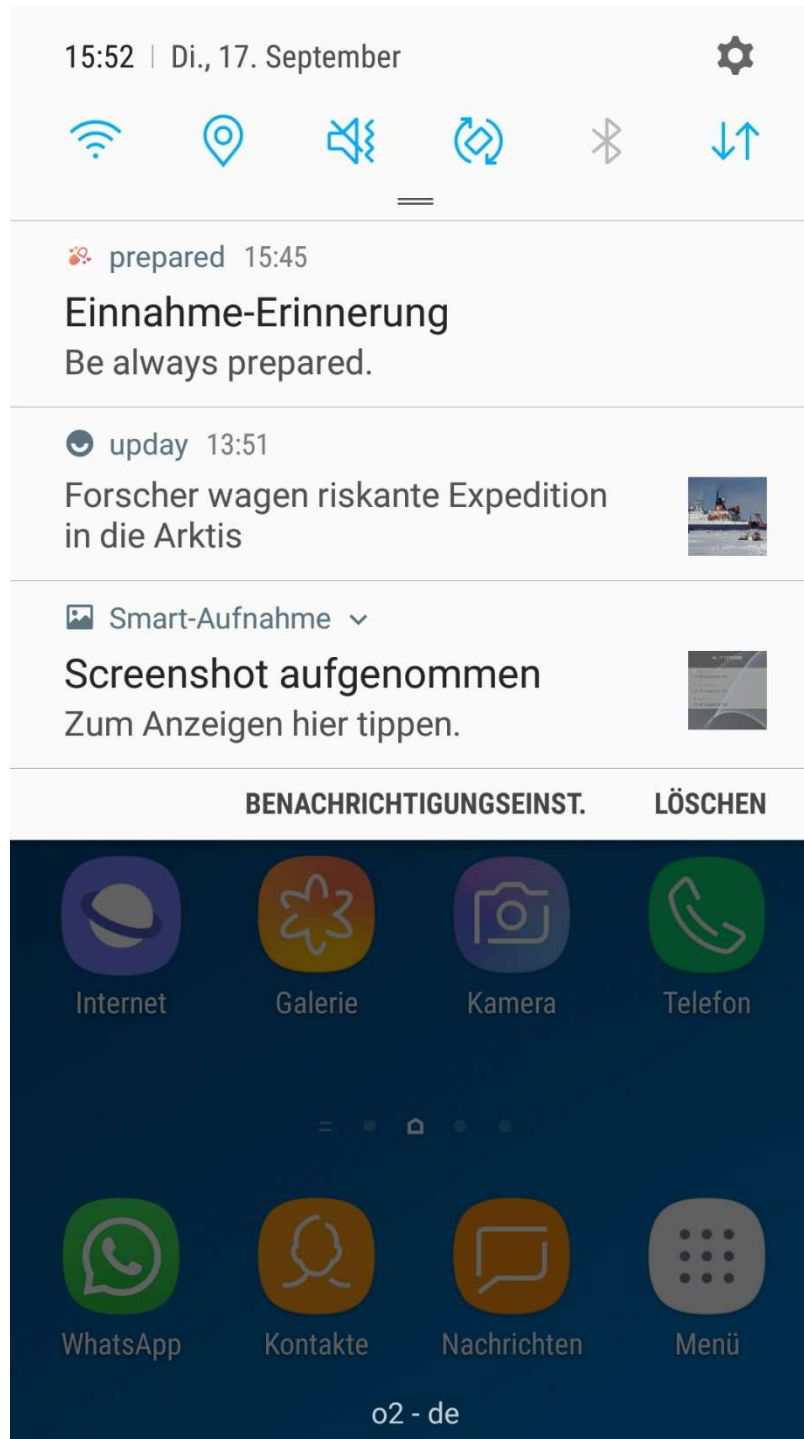 15:52 | Di., 17. September
prepared 15:45
Einnahme-Erinnerung
Be always prepared.
upday 13:51
Forscher wagen riskante Expedition
in die Arktis
Smart-Aufnahme
Screenshot aufgenommen
Zum Anzeigen hier tippen.
BENACHRICHTIGUNGSEINST. LÖSCHEN
Internet Galerie Kamera Telefon
WhatsApp Kontakte Nachrichten Menü
o2 - de